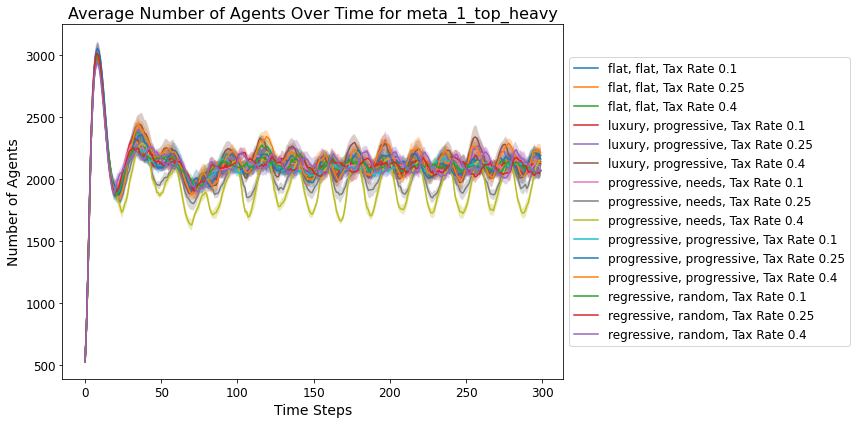 Average Number of Agents Over Time for meta_1_top_heavy
Number of Agents
3000
2500
2000
1500
1000
500
0
50
100
150
200
250
300
Time Steps
flat, flat, Tax Rate 0.1
flat, flat, Tax Rate 0.25
flat, flat, Tax Rate 0.4
luxury, progressive, Tax Rate 0.1
luxury, progressive, Tax Rate 0.25
luxury, progressive, Tax Rate 0.4
progressive, needs, Tax Rate 0.1
progressive, needs, Tax Rate 0.25
progressive, needs, Tax Rate 0.4
progressive, progressive, Tax Rate 0.1
progressive, progressive, Tax Rate 0.25
progressive, progressive, Tax Rate 0.4
regressive, random, Tax Rate 0.1
regressive, random, Tax Rate 0.25
regressive, random, Tax Rate 0.4